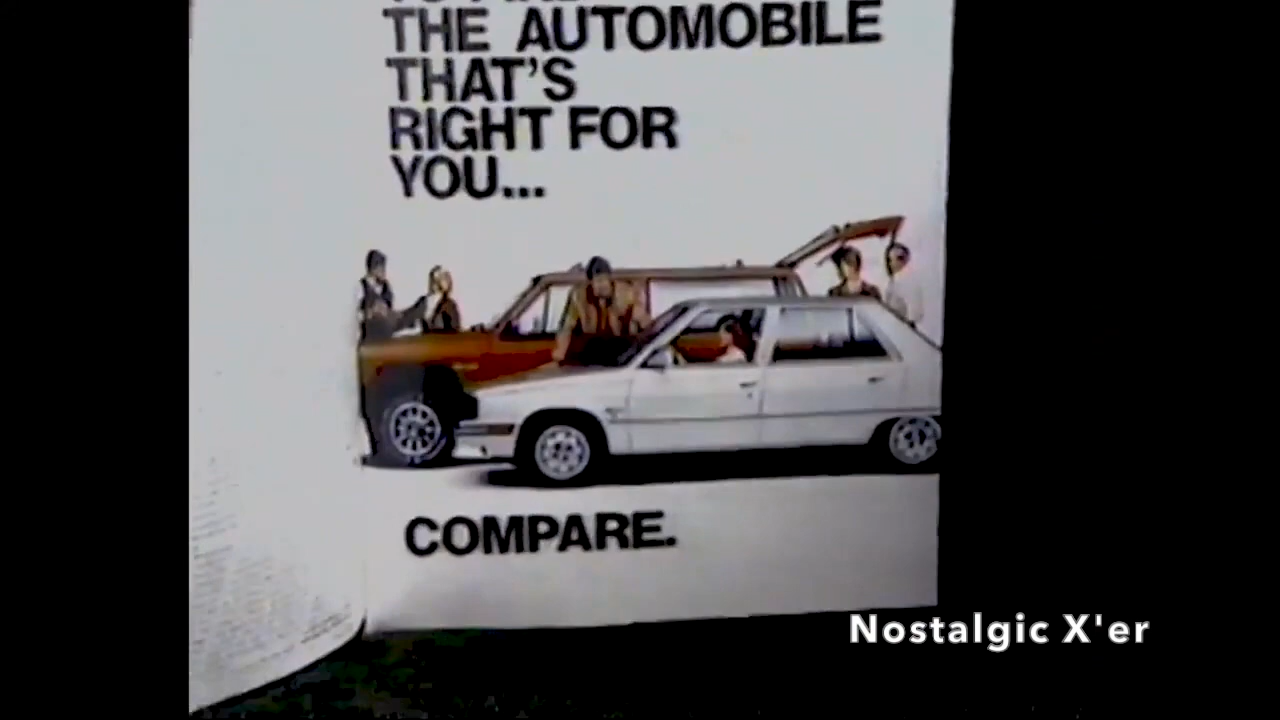 THE AUTOMOBILE
THAT'S
RIGHT FOR
YOU...
COMPARE.
Nostalgic X'er